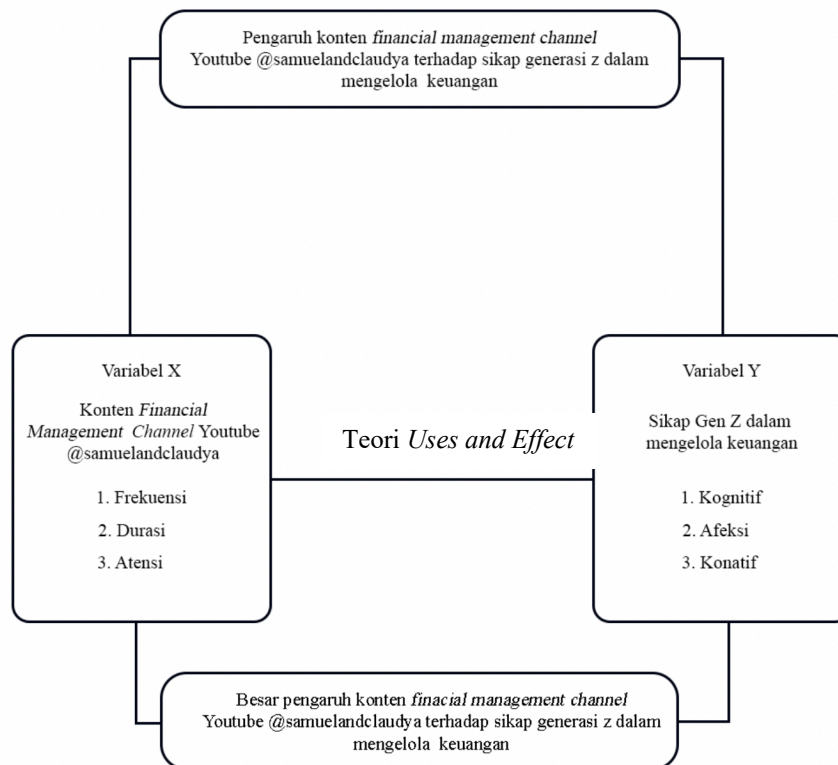 Pengaruh konten financial management channel
Youtube @samuelandclaudya terhadap sikap generasi z dalam
mengelola keuangan
Variabel X
Konten Financial
Management Channel Youtube
@samuelandclaudya
1. Frekuensi
2. Durasi
3. Atensi
Teori Uses and Effect
Variabel Y
Sikap Gen Z dalam
mengelola keuangan
1. Kognitif
2. Afeksi
3. Konatif
Besar pengaruh konten finacial management channel
Youtube @samuelandclaudya terhadap sikap generasi z dalam
mengelola keuangan